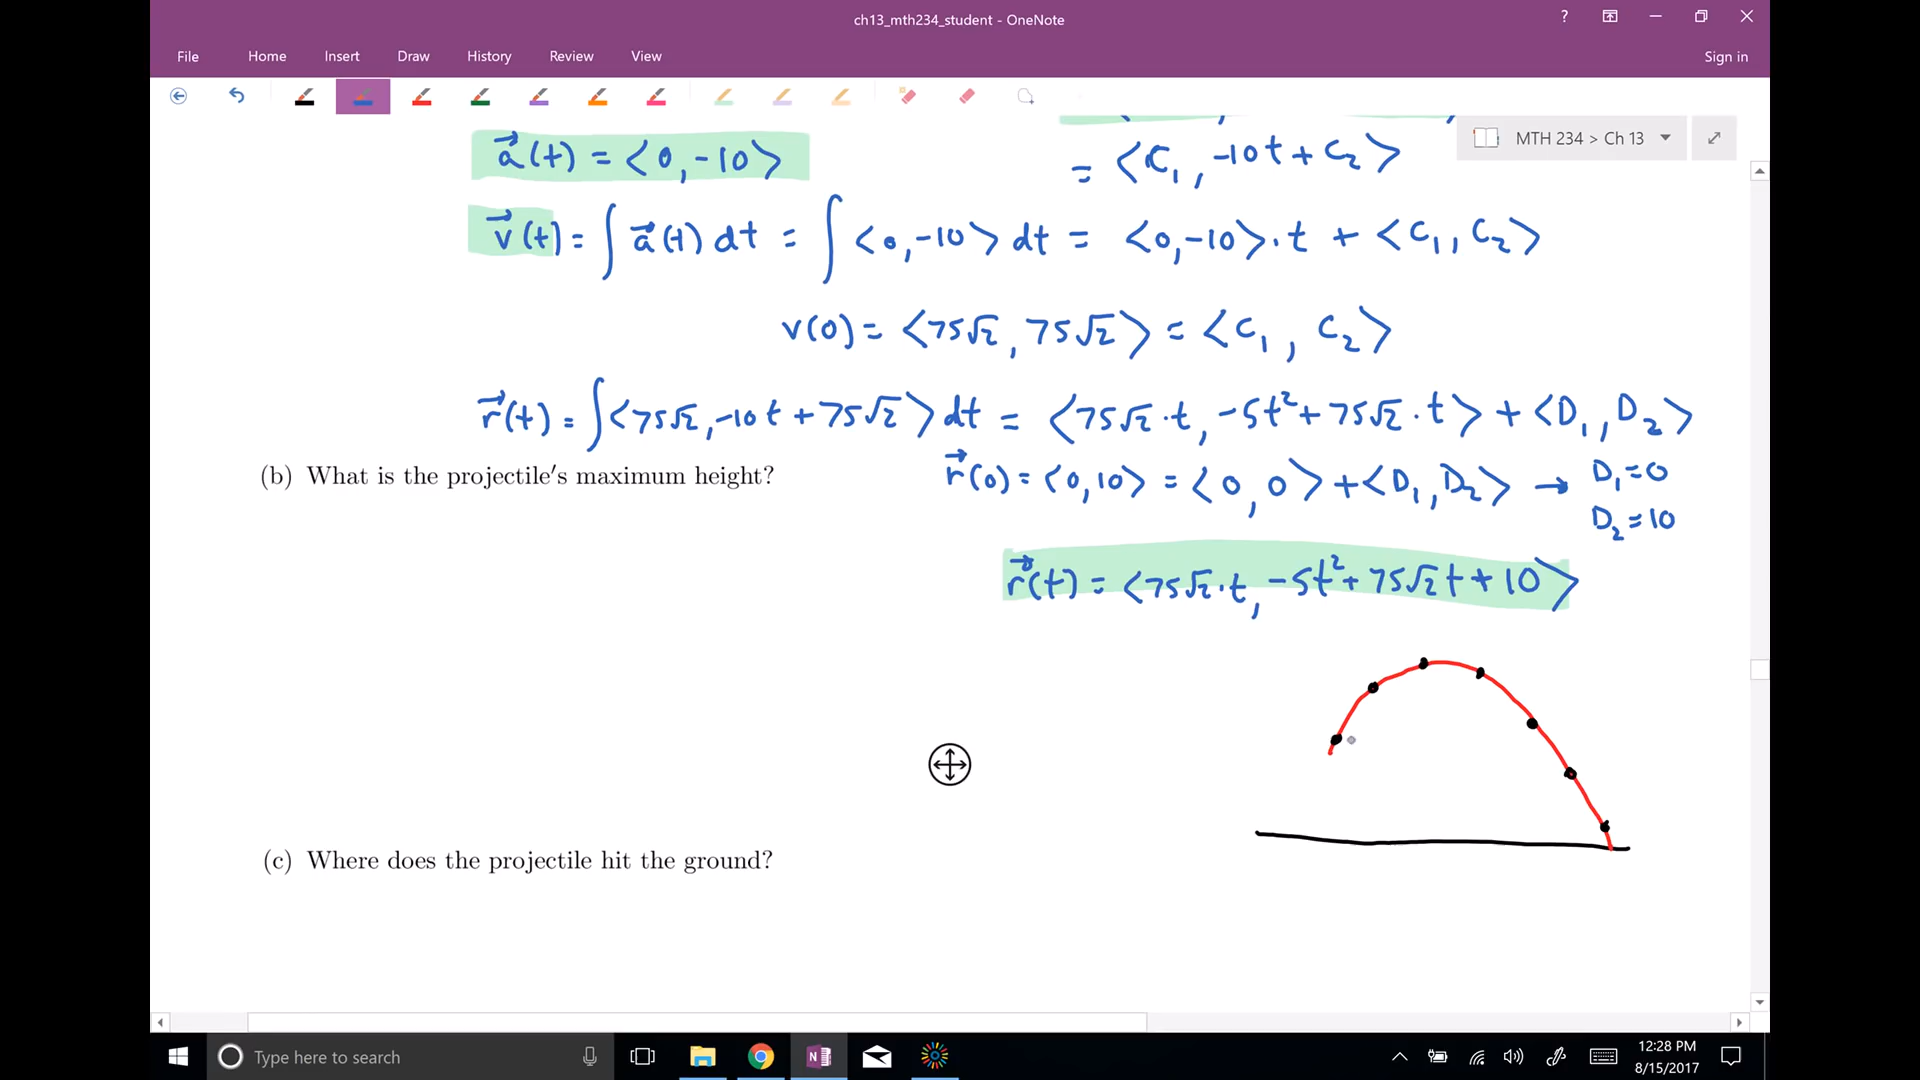 ch13_mth234_student - OneNote
File Home Insert Draw History Review View Sign in
MTH 234 > Ch 13
a⃗(t) = ⟨0, -10⟩
= ⟨C₁, -10t + C₂⟩
v⃗(t) = ∫ a⃗(t) dt = ∫ ⟨0, -10⟩ dt = ⟨0, -10⟩·t + ⟨C₁, C₂⟩
v(0) = ⟨75√2, 75√2⟩ = ⟨C₁, C₂⟩
r⃗(t) = ∫⟨75√2, -10t + 75√2⟩ dt = ⟨75√2·t, -5t² + 75√2·t⟩ + ⟨D₁, D₂⟩
(b) What is the projectile's maximum height?
r⃗(0) = ⟨0, 10⟩ = ⟨0, 0⟩ + ⟨D₁, D₂⟩ → D₁ = 0
D₂ = 10
r⃗(t) = ⟨75√2·t, -5t² + 75√2 t + 10⟩
(c) Where does the projectile hit the ground?
Type here to search
12:28 PM
8/15/2017